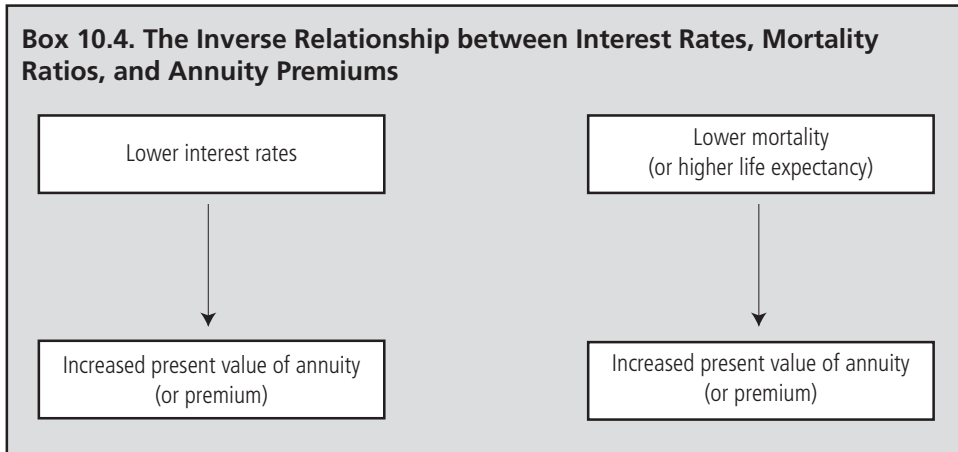 Box 10.4. The Inverse Relationship between Interest Rates, Mortality
Ratios, and Annuity Premiums
Lower interest rates
Lower mortality
(or higher life expectancy)
Increased present value of annuity
(or premium)
Increased present value of annuity
(or premium)